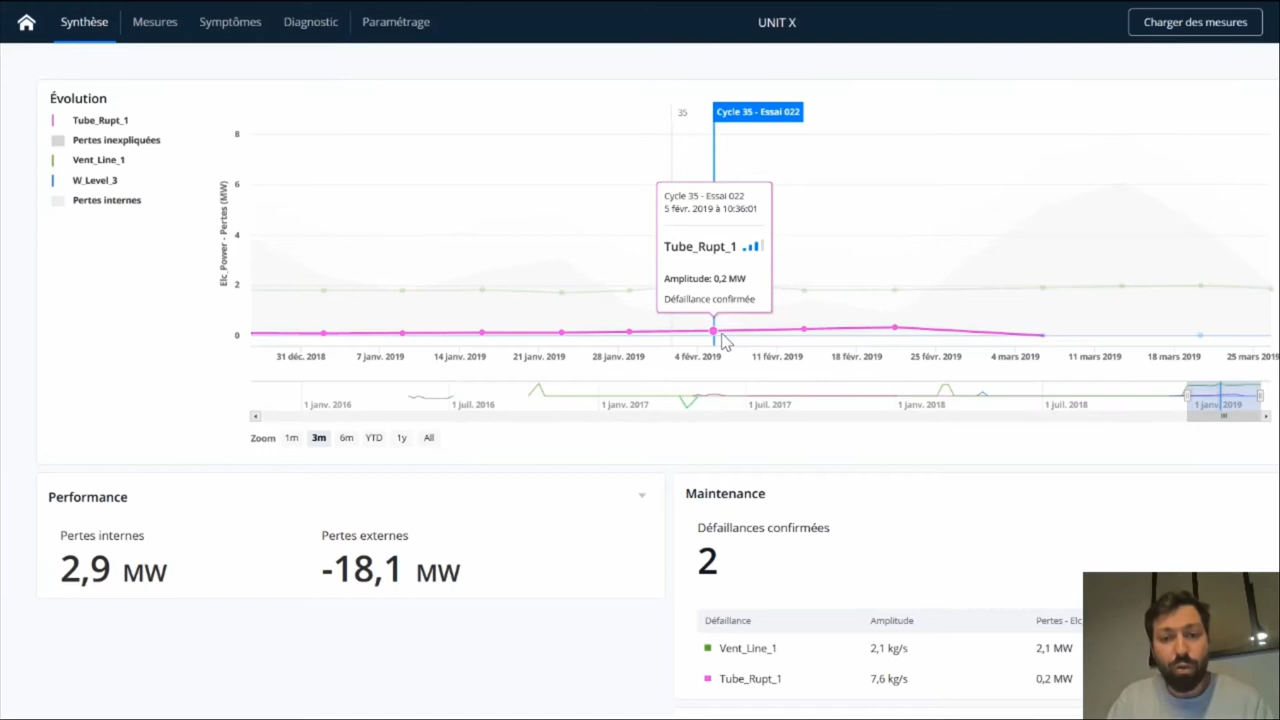 Synthèse
Mesures
Symptômes
Diagnostic
Paramétrage
UNIT X
Charger des mesures
Évolution
Tube_Rupt_1
Pertes inexpliquées
Vent_Line_1
W_Level_3
Pertes internes
Elc_Power - Pertes (MW)
8
6
4
2
0
35
Cycle 35 - Essai 022
Cycle 35 - Essai 022
5 févr. 2019 à 10:36:01
Tube_Rupt_1
Amplitude: 0,2 MW
Défaillance confirmée
31 déc. 2018
7 janv. 2019
14 janv. 2019
21 janv. 2019
28 janv. 2019
4 févr. 2019
11 févr. 2019
18 févr. 2019
25 févr. 2019
4 mars 2019
11 mars 2019
18 mars 2019
25 mars 2019
1 janv. 2016
1 juil. 2016
1 janv. 2017
1 juil. 2017
1 janv. 2018
1 juil. 2018
1 janv. 2019
Zoom 1m 3m 6m YTD 1y All
Performance
Pertes internes
2,9 MW
Pertes externes
-18,1 MW
Maintenance
Défaillances confirmées
2
Défaillance Amplitude Pertes - Elc
Vent_Line_1 2,1 kg/s 2,1 MW
Tube_Rupt_1 7,6 kg/s 0,2 MW